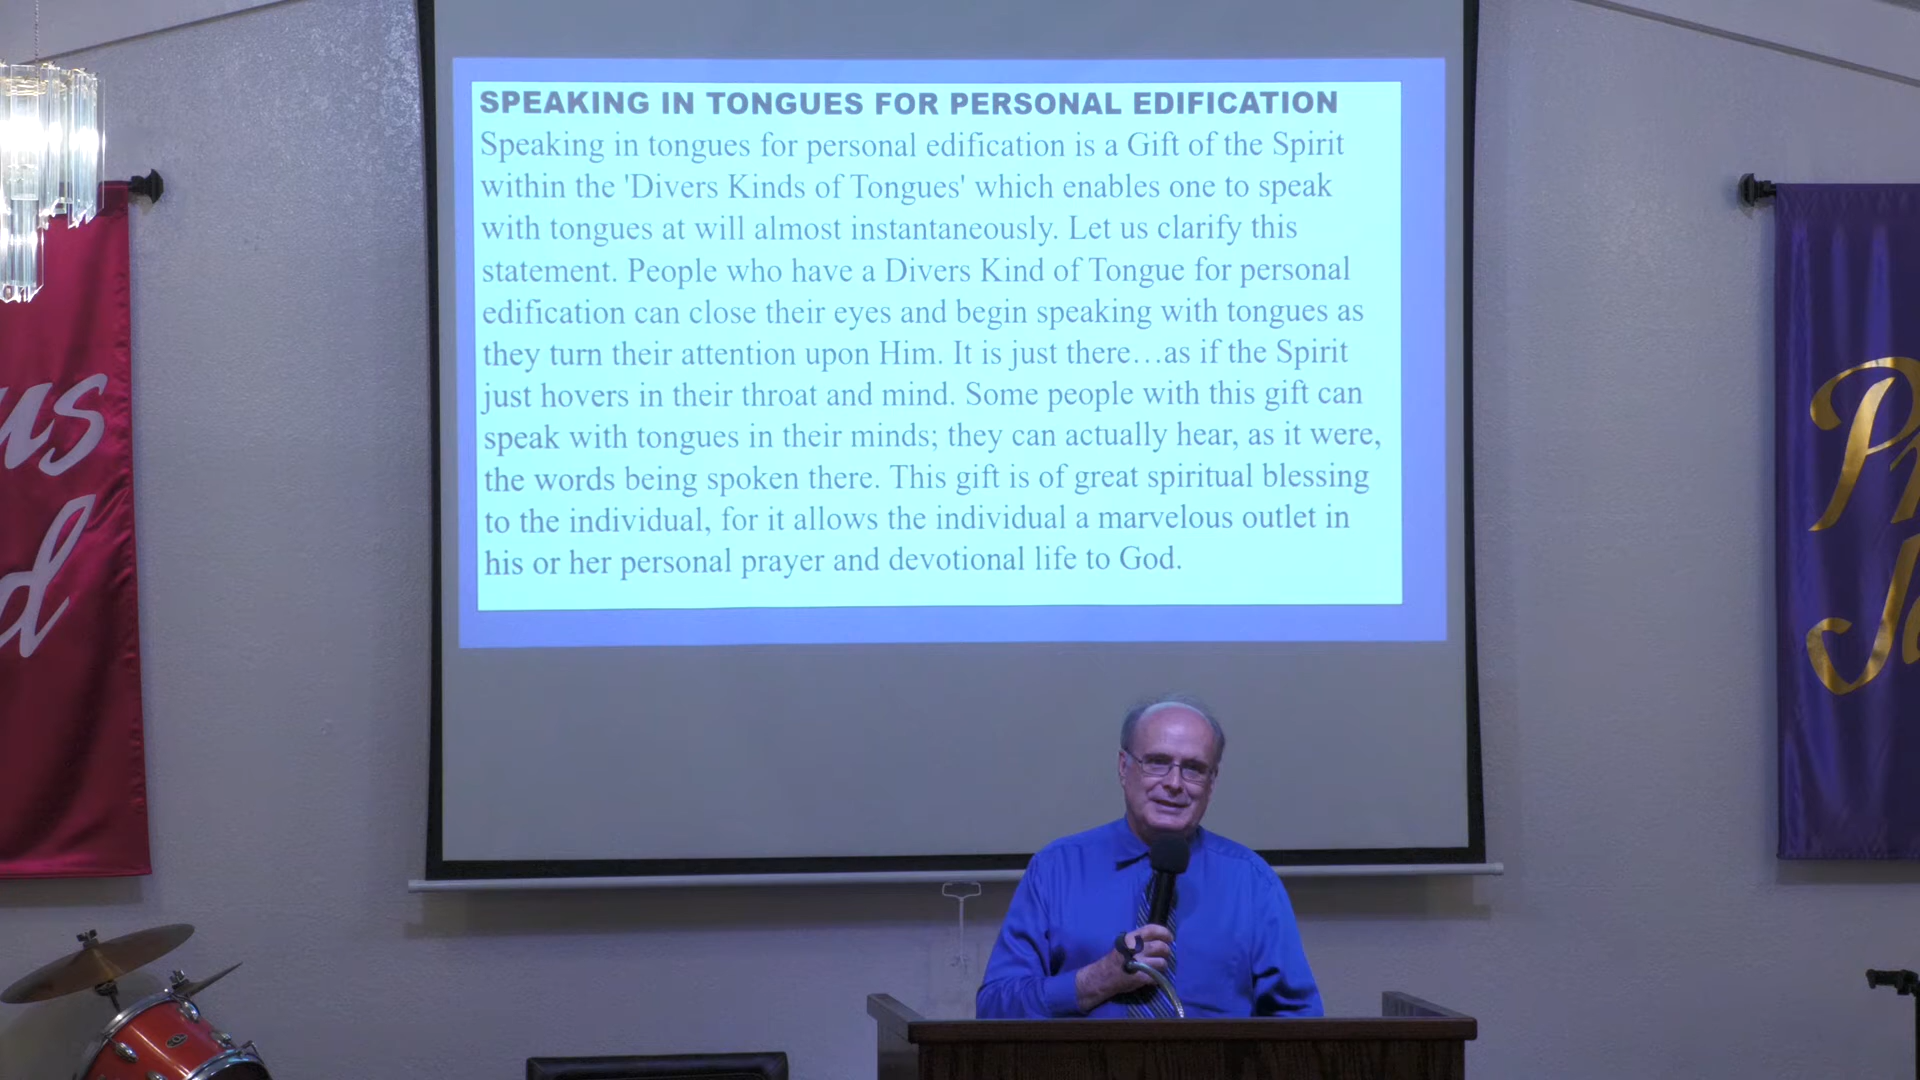 SPEAKING IN TONGUES FOR PERSONAL EDIFICATION
Speaking in tongues for personal edification is a Gift of the Spirit
within the 'Divers Kinds of Tongues' which enables one to speak
with tongues at will almost instantaneously. Let us clarify this
statement. People who have a Divers Kind of Tongue for personal
edification can close their eyes and begin speaking with tongues as
they turn their attention upon Him. It is just there…as if the Spirit
just hovers in their throat and mind. Some people with this gift can
speak with tongues in their minds; they can actually hear, as it were,
the words being spoken there. This gift is of great spiritual blessing
to the individual, for it allows the individual a marvelous outlet in
his or her personal prayer and devotional life to God.
us
d